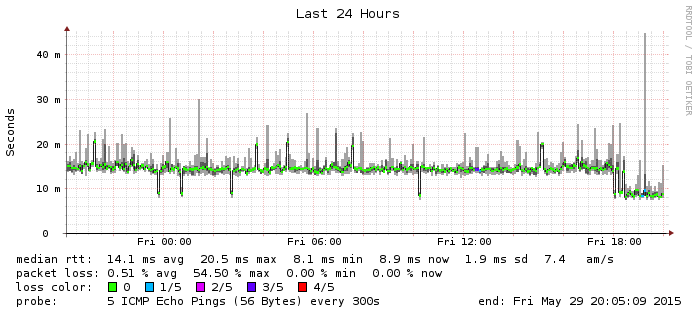 Last 24 Hours
RRDTOOL / TOBI OETIKER
Seconds
40 m
30 m
20 m
10 m
0
Fri 00:00 Fri 06:00 Fri 12:00 Fri 18:00
median rtt: 14.1 ms avg 20.5 ms max 8.1 ms min 8.9 ms now 1.9 ms sd 7.4 am/s
packet loss: 0.51 % avg 54.50 % max 0.00 % min 0.00 % now
loss color: 0 1/5 2/5 3/5 4/5
probe: 5 ICMP Echo Pings (56 Bytes) every 300s end: Fri May 29 20:05:09 2015